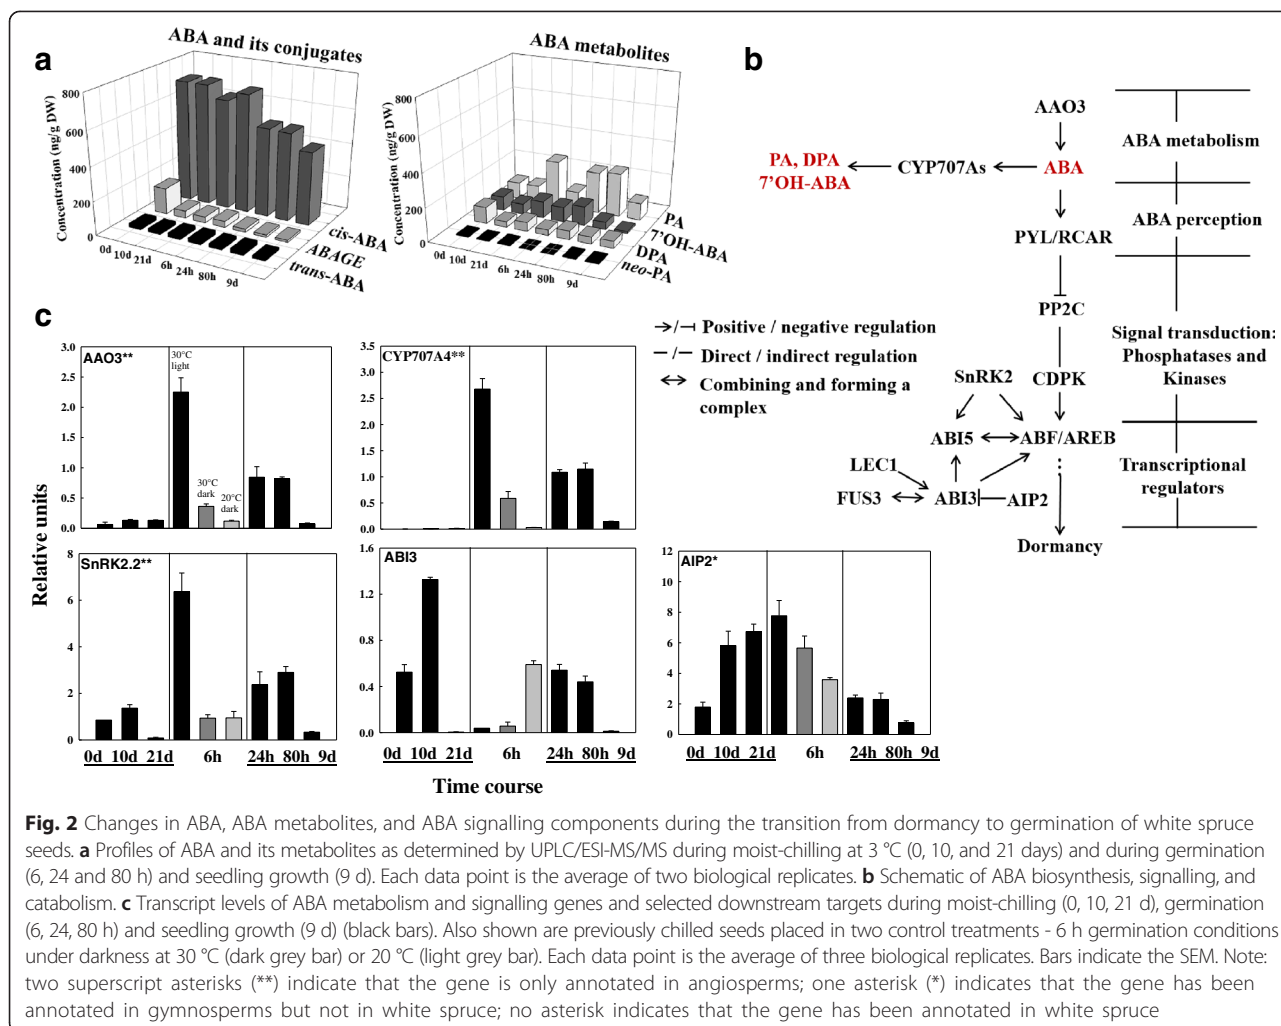 a
ABA and its conjugates
Concentration (ng/g DW)
800
600
400
200
0
0d
10d
21d
6h
24h
80h
9d
cis-ABA
ABAGE
trans-ABA
ABA metabolites
Concentration (ng/g DW)
800
600
400
200
0
0d
10d
21d
6h
24h
80h
9d
PA
7'OH-ABA
DPA
neo-PA
b
AAO3
ABA metabolism
PA, DPA
7'OH-ABA
CYP707As
ABA
ABA perception
PYL/RCAR
PP2C
Signal transduction:
Phosphatases and
Kinases
SnRK2
CDPK
ABI5
ABF/AREB
LEC1
FUS3
ABI3
AIP2
Transcriptional
regulators
Dormancy
→/⊣ Positive / negative regulation
–/– Direct / indirect regulation
↔ Combining and forming a
complex
c
Relative units
AAO3**
3.0
2.5
2.0
1.5
1.0
0.5
0.0
30°C
light
30°C
dark
20°C
dark
CYP707A4**
3.5
3.0
2.5
2.0
1.5
1.0
0.5
0.0
SnRK2.2**
8
6
4
2
0
0d 10d 21d 6h 24h 80h 9d
ABI3
1.6
1.2
0.8
0.4
0.0
0d 10d 21d 6h 24h 80h 9d
AIP2*
12
10
8
6
4
2
0
0d 10d 21d 6h 24h 80h 9d
Time course
Fig. 2 Changes in ABA, ABA metabolites, and ABA signalling components during the transition from dormancy to germination of white spruce
seeds. a Profiles of ABA and its metabolites as determined by UPLC/ESI-MS/MS during moist-chilling at 3 °C (0, 10, and 21 days) and during germination
(6, 24 and 80 h) and seedling growth (9 d). Each data point is the average of two biological replicates. b Schematic of ABA biosynthesis, signalling, and
catabolism. c Transcript levels of ABA metabolism and signalling genes and selected downstream targets during moist-chilling (0, 10, 21 d), germination
(6, 24, 80 h) and seedling growth (9 d) (black bars). Also shown are previously chilled seeds placed in two control treatments - 6 h germination conditions
under darkness at 30 °C (dark grey bar) or 20 °C (light grey bar). Each data point is the average of three biological replicates. Bars indicate the SEM. Note:
two superscript asterisks (**) indicate that the gene is only annotated in angiosperms; one asterisk (*) indicates that the gene has been
annotated in gymnosperms but not in white spruce; no asterisk indicates that the gene has been annotated in white spruce